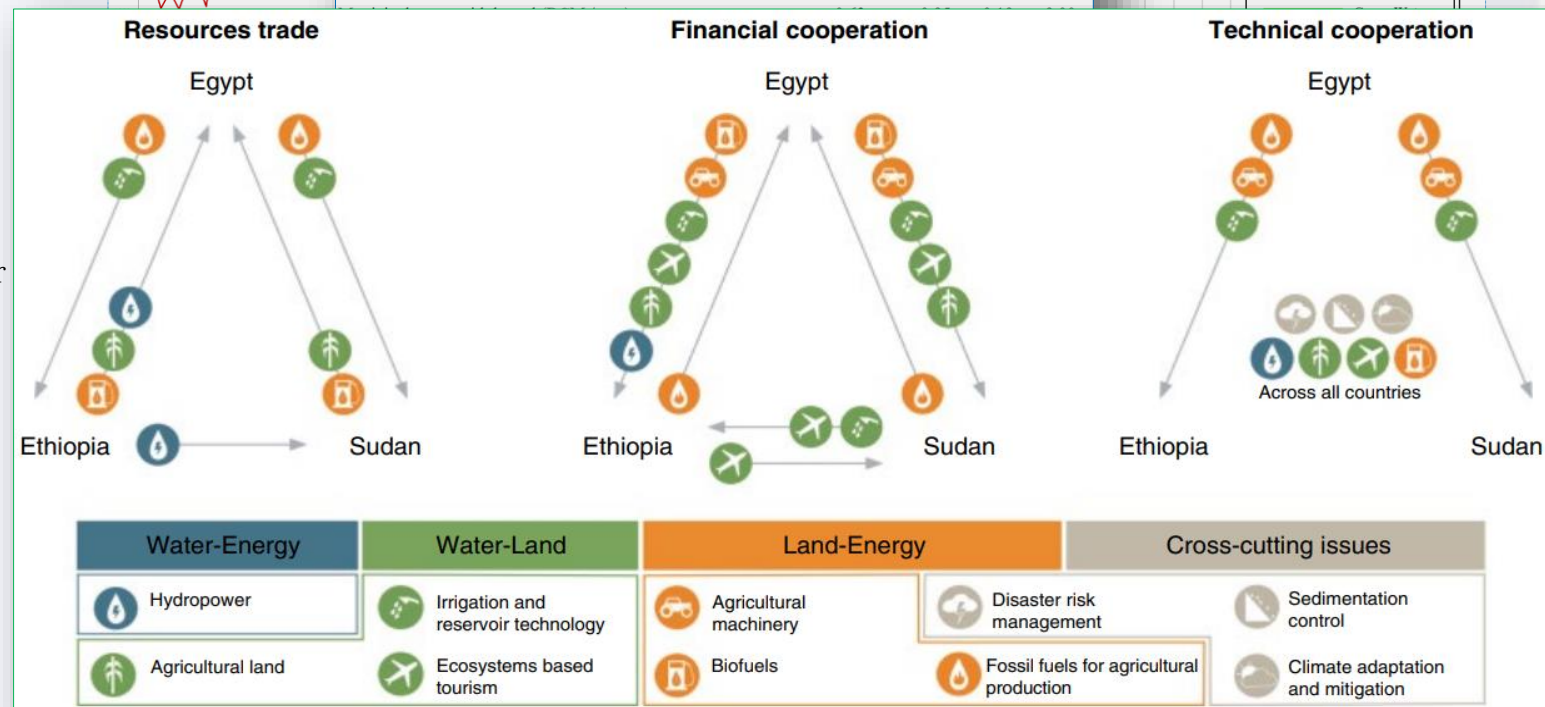 Resources trade
Financial cooperation
Technical cooperation
Egypt
Egypt
Egypt
Ethiopia
Sudan
Ethiopia
Sudan
Across all countries
Ethiopia
Sudan
Water-Energy
Water-Land
Land-Energy
Cross-cutting issues
Hydropower
Irrigation and
reservoir technology
Agricultural
machinery
Disaster risk
management
Sedimentation
control
Agricultural land
Ecosystems based
tourism
Biofuels
Fossil fuels for agricultural
production
Climate adaptation
and mitigation